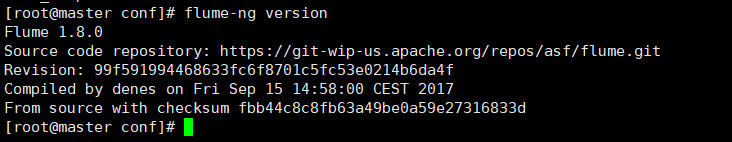 [root@master conf]# flume-ng version
Flume 1.8.0
Source code repository: https://git-wip-us.apache.org/repos/asf/flume.git
Revision: 99f591994468633fc6f8701c5fc53e0214b6da4f
Compiled by denes on Fri Sep 15 14:58:00 CEST 2017
From source with checksum fbb44c8c8fb63a49be0a59e27316833d
[root@master conf]#